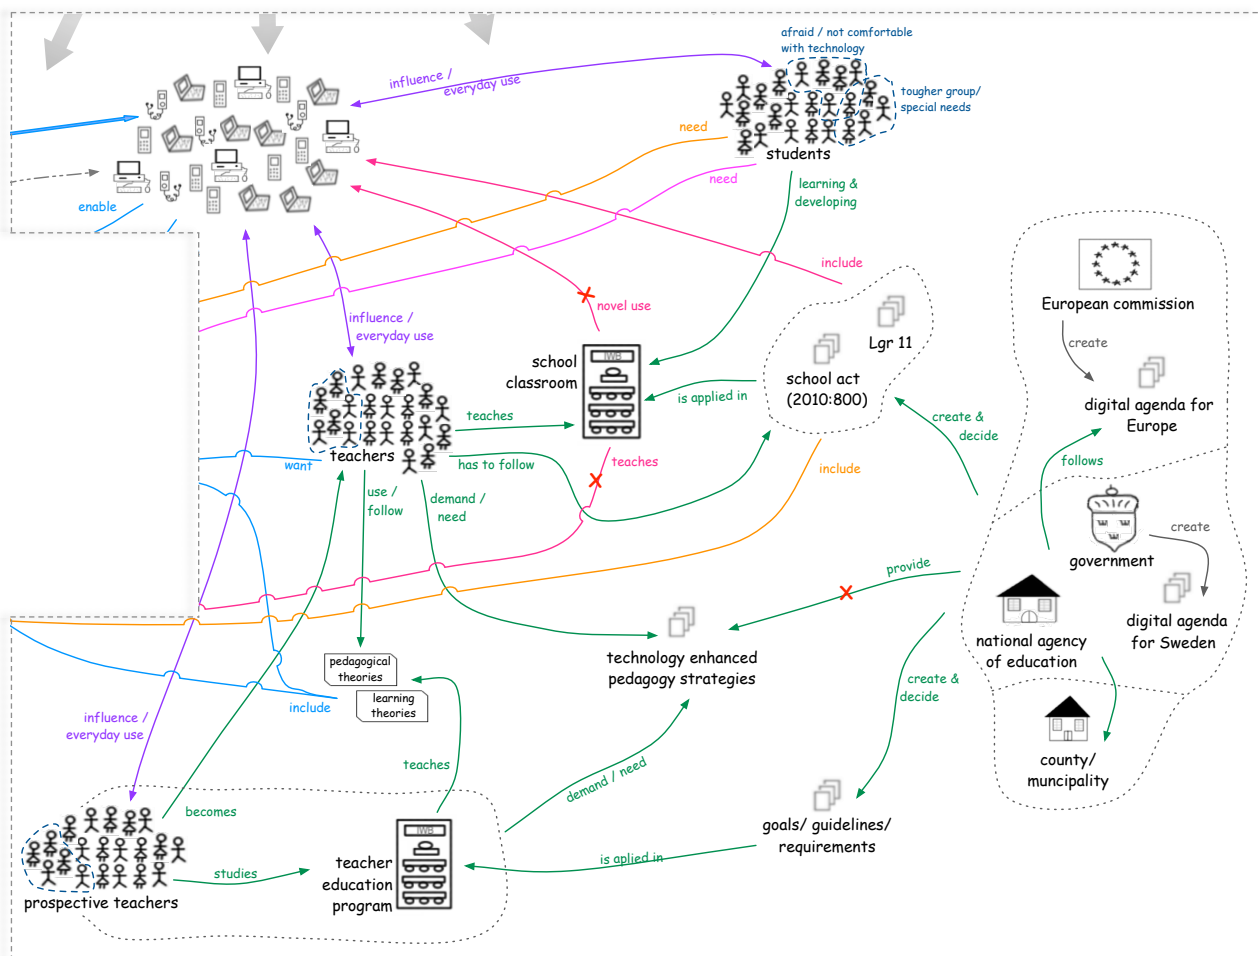 afraid / not comfortable
with technology
influence /
everyday use
tougher group/
special needs
need
students
need
learning &
developing
enable
include
European commission
novel use
influence /
everyday use
Lgr 11
create
IWB
school
classroom
school act
(2010:800)
is applied in
digital agenda for
Europe
teaches
create &
decide
teachers
want
has to follow
teaches
include
follows
use /
follow
demand /
need
create
government
provide
digital agenda
for Sweden
national agency
of education
technology enhanced
pedagogy strategies
pedagogical
theories
learning
theories
include
create &
decide
influence /
everyday use
teaches
demand / need
county/
muncipality
becomes
IWB
goals/ guidelines/
requirements
teacher
education
program
is aplied in
studies
prospective teachers